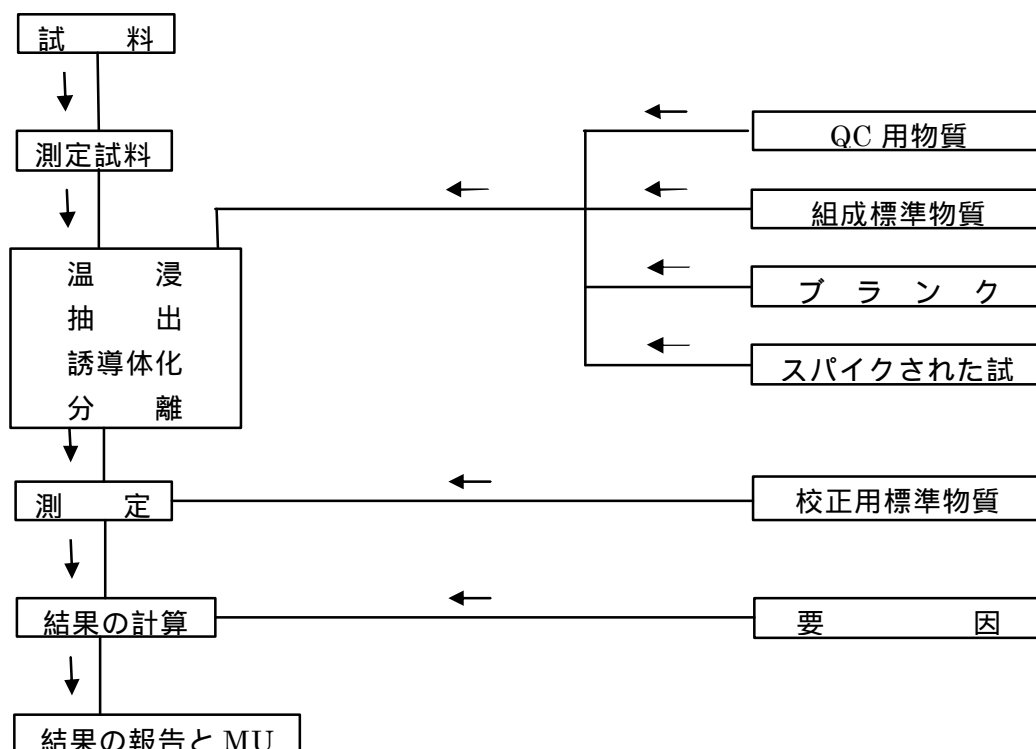 試 料
測定試料
温 浸
抽 出
誘導体化
分 離
測 定
結果の計算
結果の報告と MU
QC 用物質
組成標準物質
ブ ラ ン ク
スパイクされた試
校正用標準物質
要 因